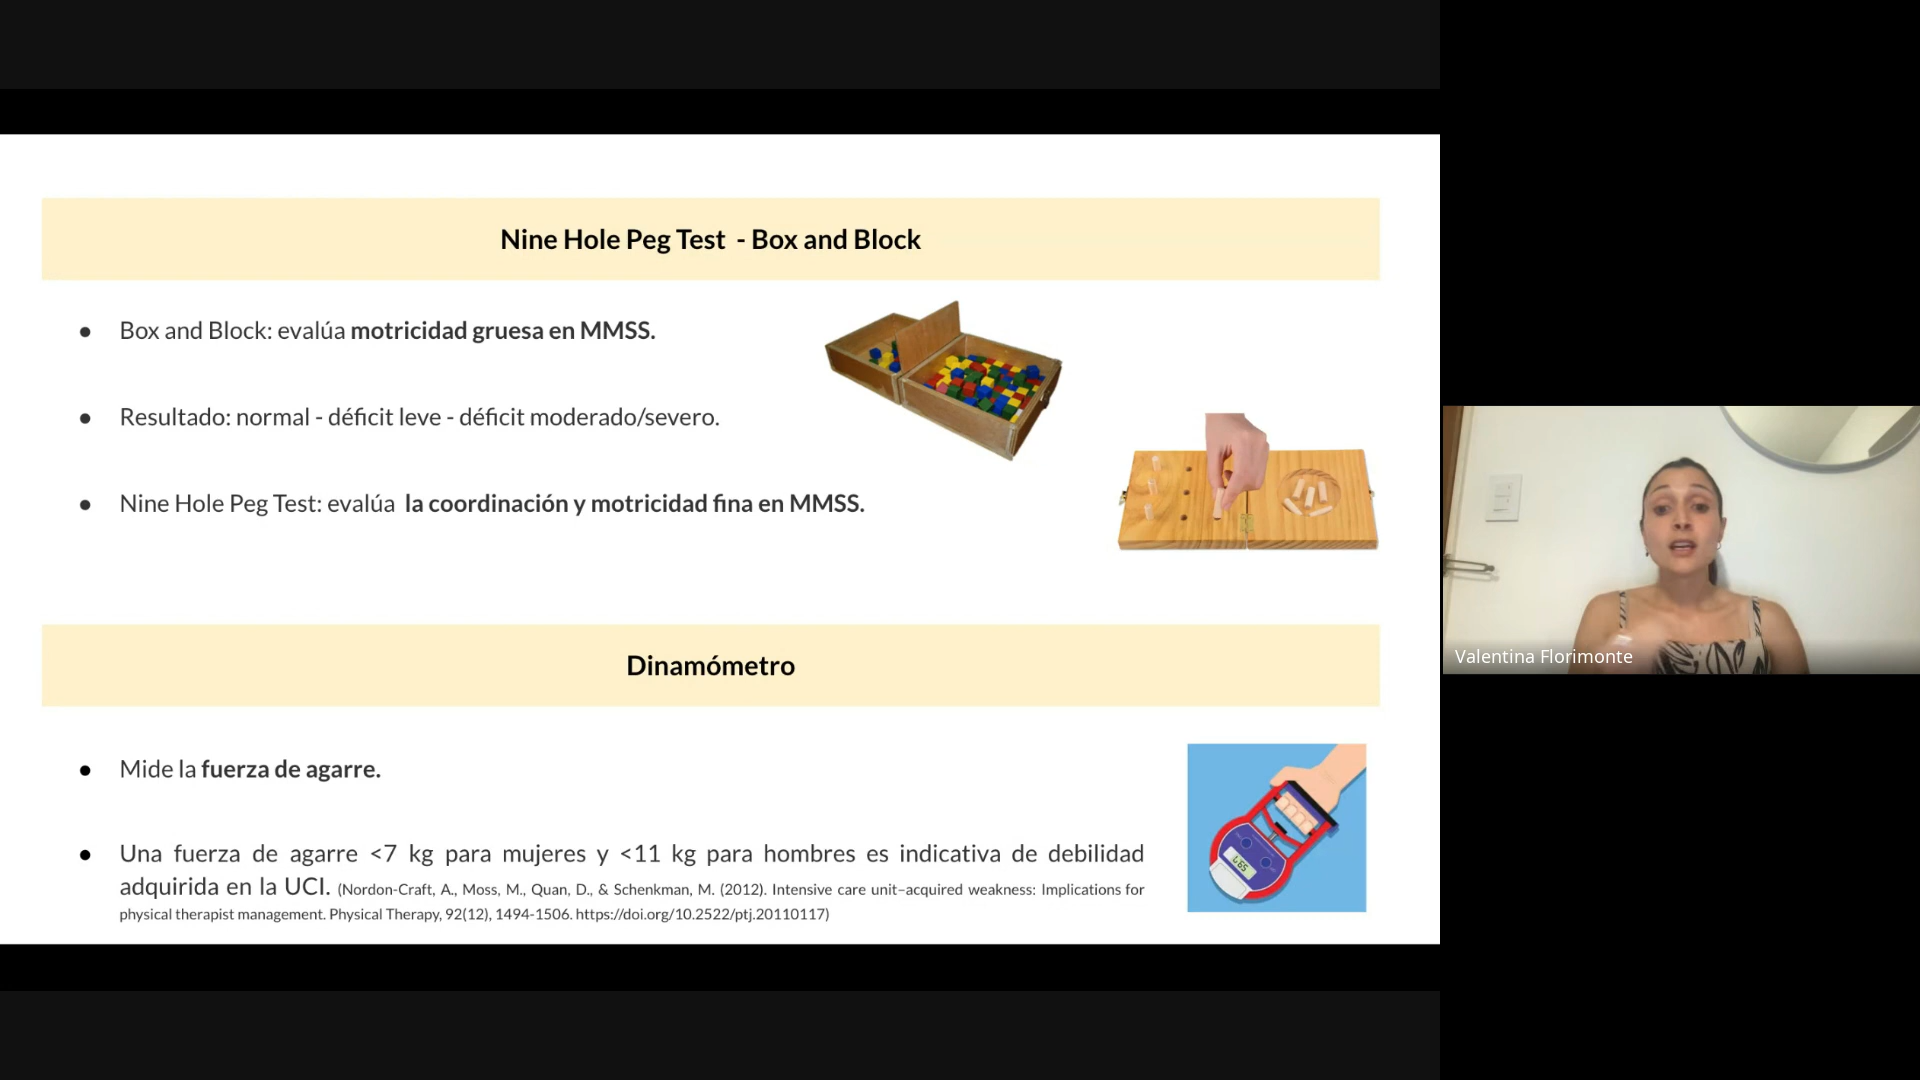 Nine Hole Peg Test - Box and Block
● Box and Block: evalúa motricidad gruesa en MMSS.
● Resultado: normal - déficit leve - déficit moderado/severo.
● Nine Hole Peg Test: evalúa la coordinación y motricidad fina en MMSS.
Dinamómetro
● Mide la fuerza de agarre.
● Una fuerza de agarre <7 kg para mujeres y <11 kg para hombres es indicativa de debilidad
adquirida en la UCI. (Nordon-Craft, A., Moss, M., Quan, D., & Schenkman, M. (2012). Intensive care unit–acquired weakness: Implications for
physical therapist management. Physical Therapy, 92(12), 1494-1506. https://doi.org/10.2522/ptj.20110117)
Valentina Florimonte